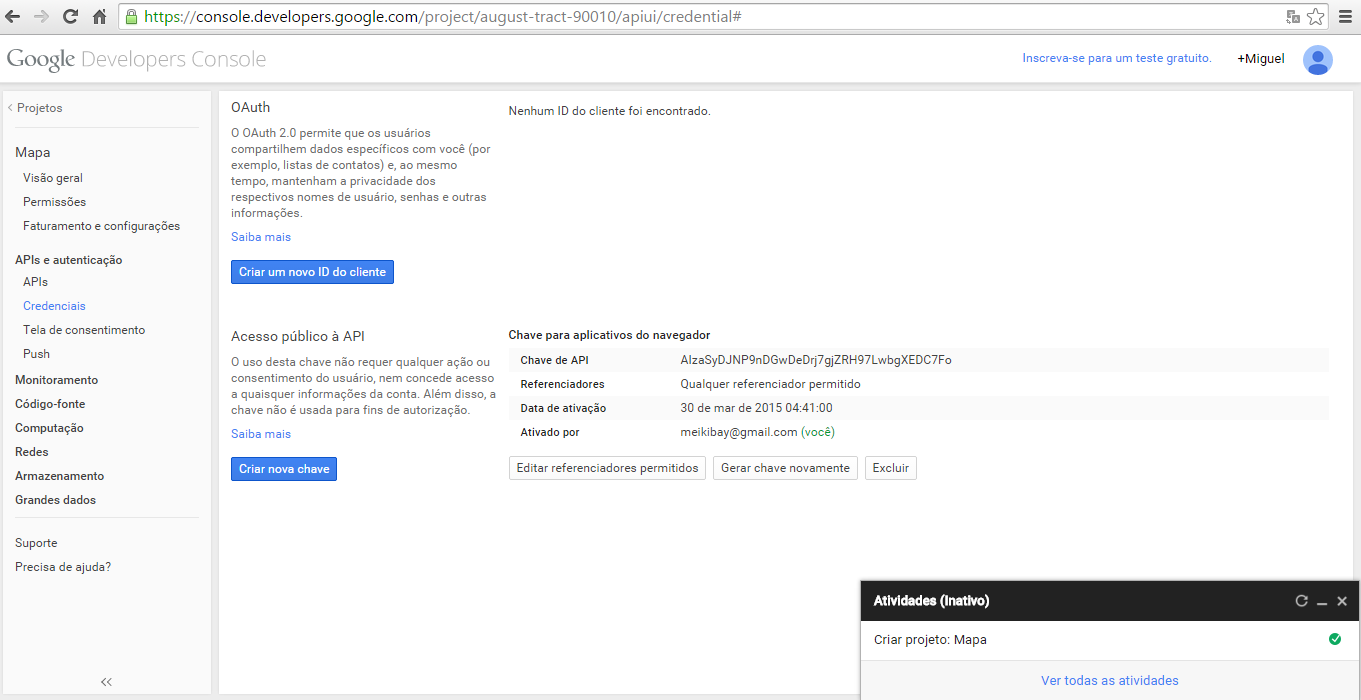 https://console.developers.google.com/project/august-tract-90010/apiui/credential#
Google Developers Console
Inscreva-se para um teste gratuito.
+Miguel
Projetos
Mapa
Visão geral
Permissões
Faturamento e configurações
APIs e autenticação
APIs
Credenciais
Tela de consentimento
Push
Monitoramento
Código-fonte
Computação
Redes
Armazenamento
Grandes dados
Suporte
Precisa de ajuda?
OAuth
O OAuth 2.0 permite que os usuários
compartilhem dados específicos com você (por
exemplo, listas de contatos) e, ao mesmo
tempo, mantenham a privacidade dos
respectivos nomes de usuário, senhas e outras
informações.
Saiba mais
Criar um novo ID do cliente
Nenhum ID do cliente foi encontrado.
Acesso público à API
O uso desta chave não requer qualquer ação ou
consentimento do usuário, nem concede acesso
a quaisquer informações da conta. Além disso, a
chave não é usada para fins de autorização.
Saiba mais
Criar nova chave
Chave para aplicativos do navegador
Chave de API AIzaSyDJNP9nDGwDeDrj7gjZRH97LwbgXEDC7Fo
Referenciadores Qualquer referenciador permitido
Data de ativação 30 de mar de 2015 04:41:00
Ativado por meikibay@gmail.com (você)
Editar referenciadores permitidos Gerar chave novamente Excluir
Atividades (Inativo)
Criar projeto: Mapa
Ver todas as atividades